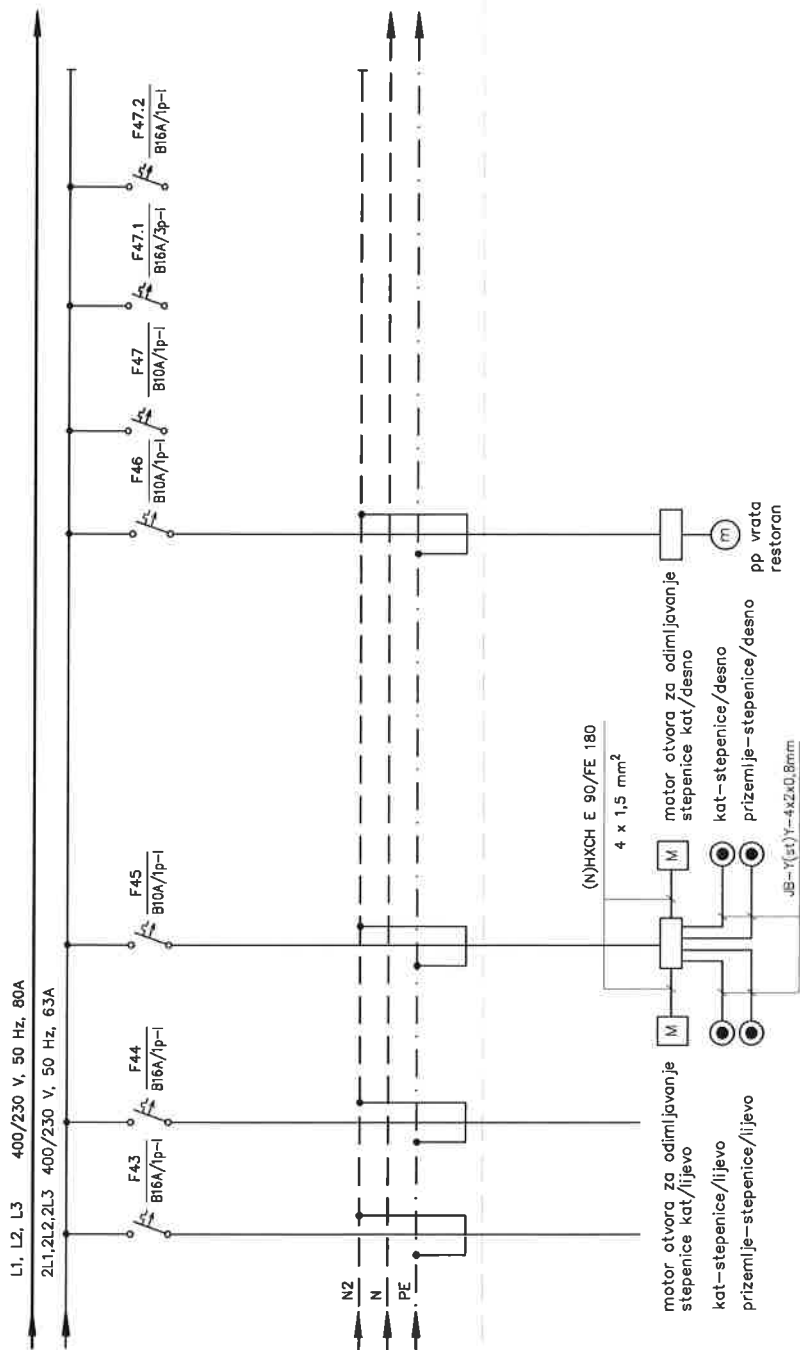 L1, L2, L3 400/230 V, 50 Hz, 80A
2L1,2L2,2L3 400/230 V, 50 Hz, 63A
F43
B16A/1p-I
F44
B16A/1p-I
F45
B10A/1p-I
F46
B10A/1p-I
F47
B10A/1p-I
F47.1
B16A/3p-I
F47.2
B16A/1p-I
N2
N
PE
(N)HXCH E 90/FE 180
4 x 1,5 mm²
M
M
m
motor otvora za odimljavanje
stepenice kat/lijevo
kat-stepenice/lijevo
prizemlje-stepenice/lijevo
motor otvora za odimljavanje
stepenice kat/desno
kat-stepenice/desno
prizemlje-stepenice/desno
pp vrata
restoran
JB-Y(st)Y-4x2x0,8mm